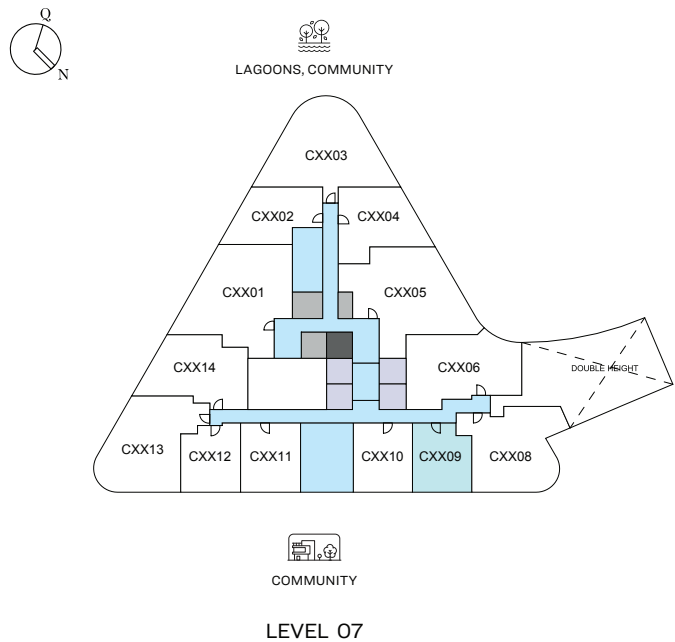 Q
N
LAGOONS, COMMUNITY
CXX03
CXX02
CXX04
CXX01
CXX05
CXX14
CXX06
DOUBLE HEIGHT
CXX13
CXX12
CXX11
CXX10
CXX09
CXX08
COMMUNITY
LEVEL 07